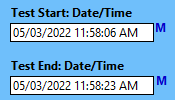 Test Start: Date/Time
05/03/2022 11:58:06 AM M
Test End: Date/Time
05/03/2022 11:58:23 AM M